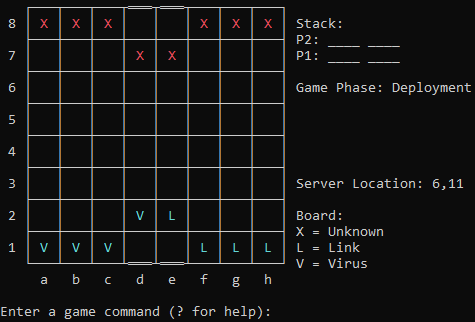 8 X X X X X X Stack:
P2: ____ ____
7 X X P1: ____ ____
6 Game Phase: Deployment
5
4
3 Server Location: 6,11
2 V L Board:
X = Unknown
1 V V V L L L L = Link
V = Virus
a b c d e f g h
Enter a game command (? for help):